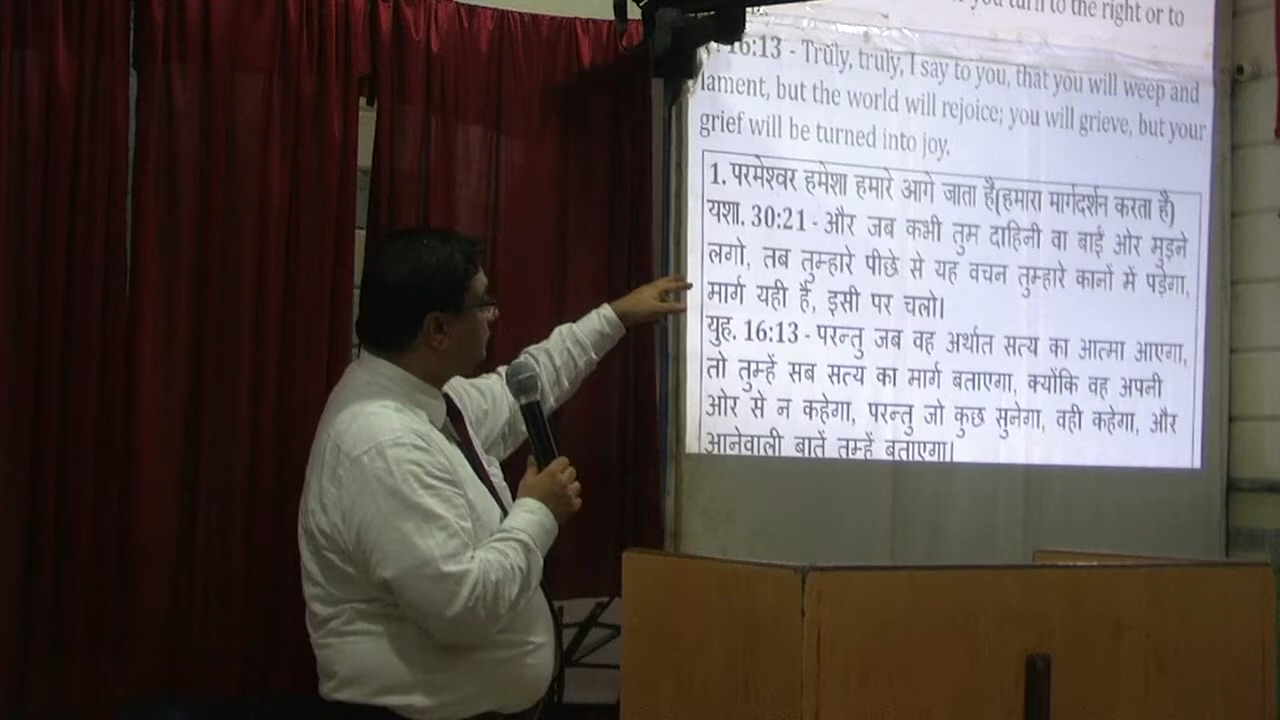 you turn to the right or to
16:13 - Truly, truly, I say to you, that you will weep and
lament, but the world will rejoice; you will grieve, but your
grief will be turned into joy.
1. परमेश्वर हमेशा हमारे आगे जाता है(हमारा मार्गदर्शन करता है)
यशा. 30:21 - और जब कभी तुम दाहिनी वा बाईं ओर मुड़ने
लगो, तब तुम्हारे पीछे से यह वचन तुम्हारे कानों में पड़ेगा,
मार्ग यही है, इसी पर चलो।
युह. 16:13 - परन्तु जब वह अर्थात सत्य का आत्मा आएगा,
तो तुम्हें सब सत्य का मार्ग बताएगा, क्योंकि वह अपनी
ओर से न कहेगा, परन्तु जो कुछ सुनेगा, वही कहेगा, और
आनेवाली बातें तुम्हें बताएगा।